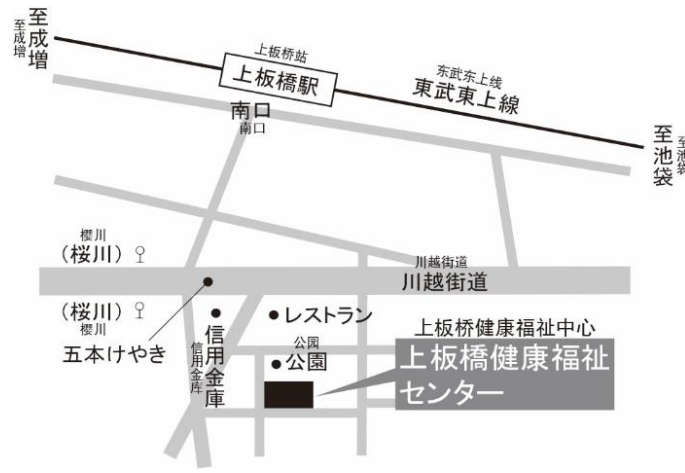 至成増
至成増
上板桥站
上板橋駅
东武东上线
東武東上線
南口
南口
至池袋
至池袋
樱川
(桜川)
川越街道
川越街道
(桜川)
樱川
五本けやき
信用金庫
信用金库
レストラン
公园
公園
上板桥健康福祉中心
上板橋健康福祉
センター